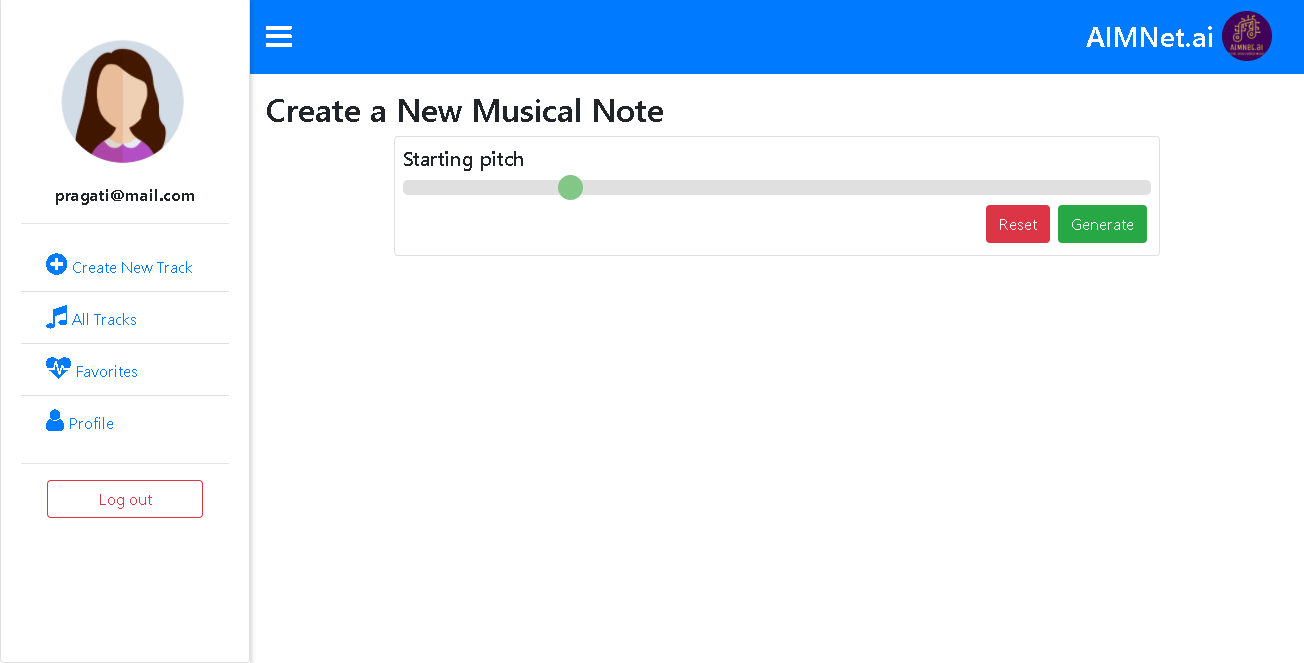 AIMNet.ai
AIMNET.ai
pragati@mail.com
Create New Track
All Tracks
Favorites
Profile
Log out
Create a New Musical Note
Starting pitch
Reset
Generate